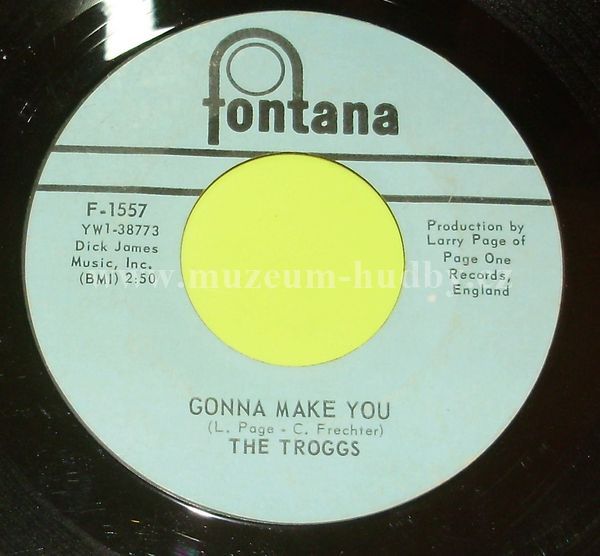 fontana
F-1557
YW1-38773
Dick James
Music, Inc.
(BMI) 2:50
Production by
Larry Page of
Page One
Records,
England
www.muzeum-hudby.cz
GONNA MAKE YOU
(L. Page - C. Frechter)
THE TROGGS